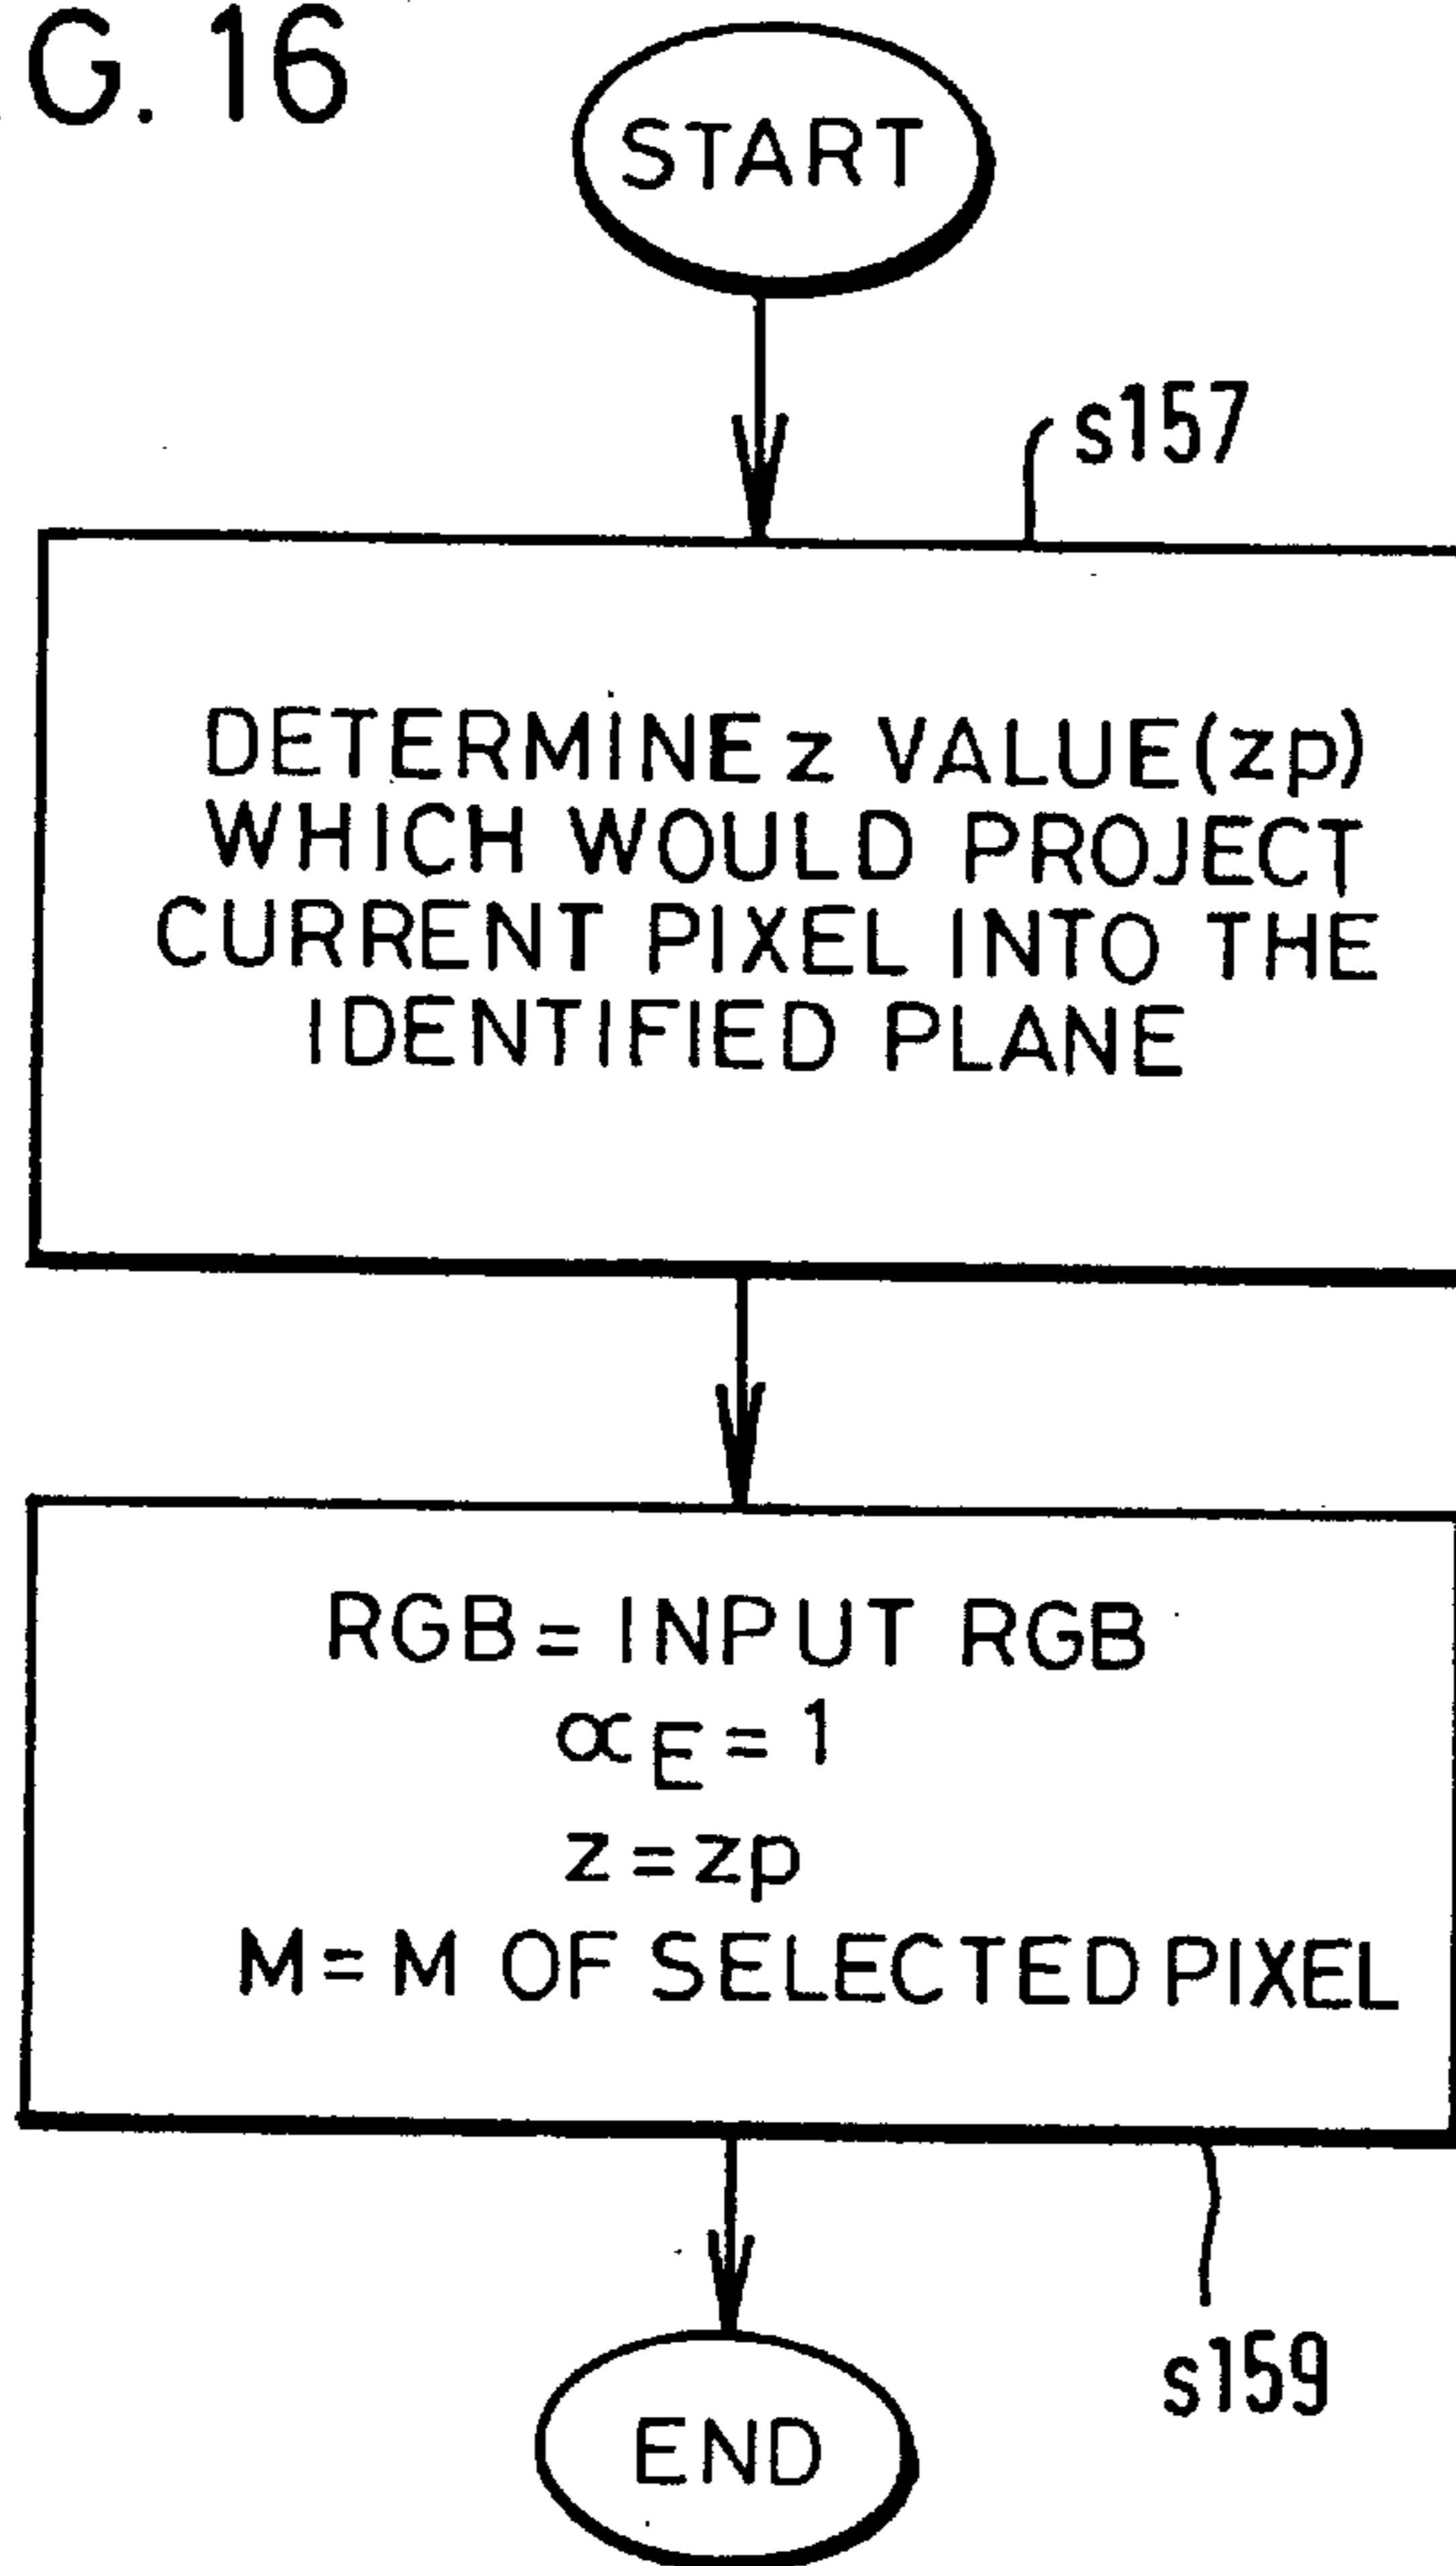 G. 16
START
s157
DETERMINE z VALUE(zp)
WHICH WOULD PROJECT
CURRENT PIXEL INTO THE
IDENTIFIED PLANE
RGB = INPUT RGB
αE = 1
z = zp
M = M OF SELECTED PIXEL
s159
END